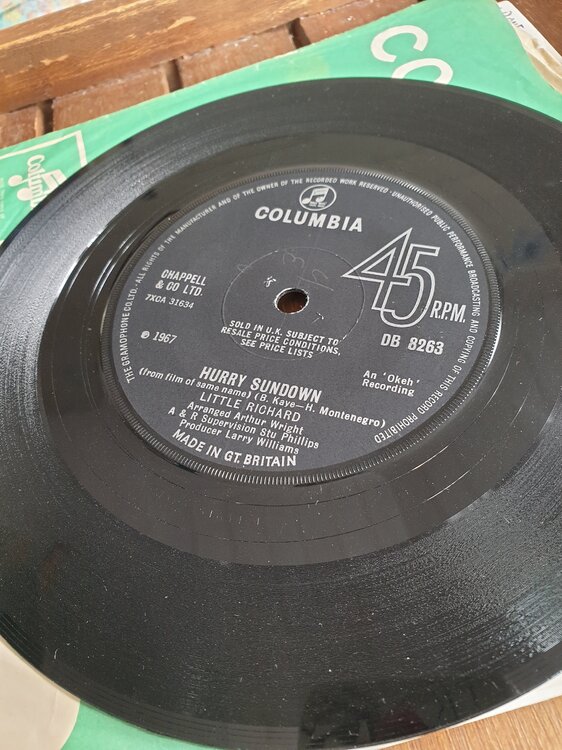 CO
Columbia
THE GRAMOPHONE CO. LTD. · ALL RIGHTS OF THE MANUFACTURER AND OF THE OWNER OF THE RECORDED WORK RESERVED · UNAUTHORISED PUBLIC PERFORMANCE BROADCASTING AND COPYING OF THIS RECORD PROHIBITED
COLUMBIA
CHAPPELL
& CO LTD.
7XCA 31634
45
R.P.M.
DB 8263
SOLD IN U.K. SUBJECT TO
RESALE PRICE CONDITIONS,
SEE PRICE LISTS
℗ 1967
An 'Okeh'
Recording
HURRY SUNDOWN
(from film of same name) (B. Kaye—H. Montenegro)
LITTLE RICHARD
Arranged Arthur Wright
A & R Supervision Stu Phillips
Producer Larry Williams
MADE IN GT. BRITAIN